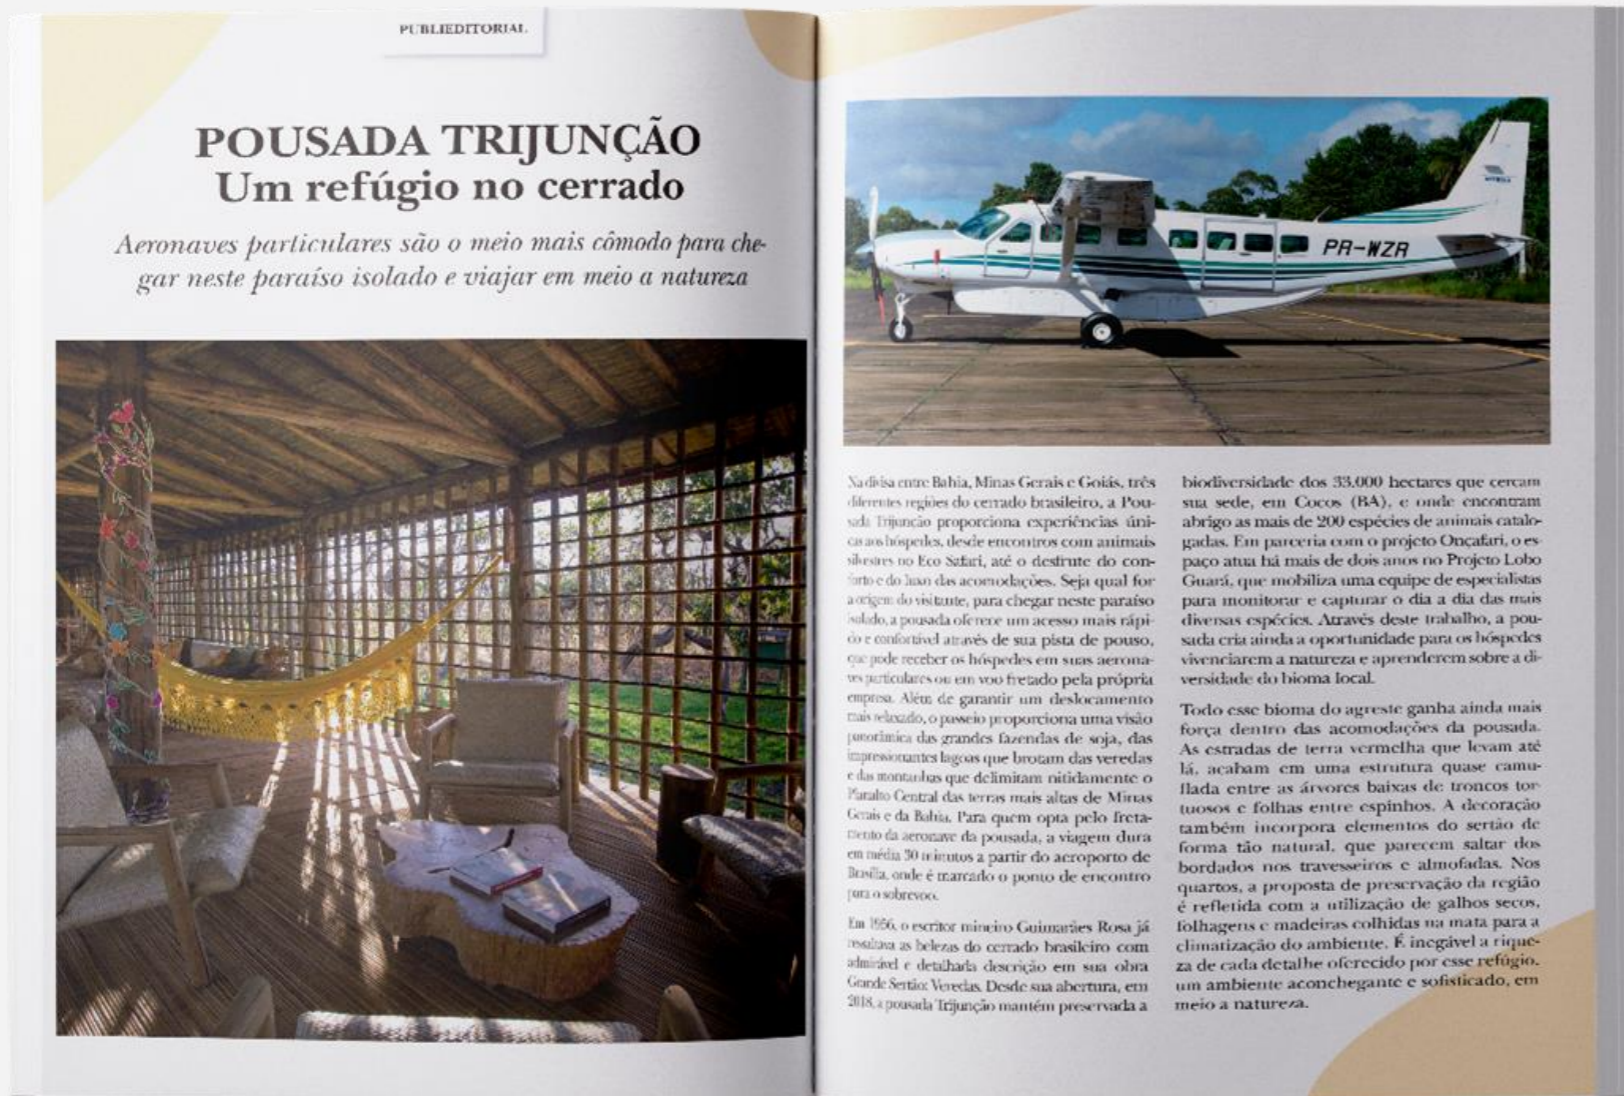 PUBLIEDITORIAL
POUSADA TRIJUNÇÃO
Um refúgio no cerrado
Aeronaves particulares são o meio mais cômodo para che-
gar neste paraíso isolado e viajar em meio a natureza
PR-WZR
Na divisa entre Bahia, Minas Gerais e Goiás, três
diferentes regiões do cerrado brasileiro, a Pou-
sada Trijunção proporciona experiências úni-
cas aos hóspedes, desde encontros com animais
silvestres no Eco Safari, até o desfrute do con-
forto e do luxo das acomodações. Seja qual for
a origem do visitante, para chegar neste paraíso
isolado, a pousada oferece um acesso mais rápi-
do e confortável através de sua pista de pouso,
que pode receber os hóspedes em suas aerona-
ves particulares ou em voo fretado pela própria
empresa. Além de garantir um deslocamento
mais relaxado, o passeio proporciona uma visão
panorâmica das grandes fazendas de soja, das
impressionantes lagoas que brotam das veredas
e das montanhas que delimitam nitidamente o
Planalto Central das terras mais altas de Minas
Gerais e da Bahia. Para quem opta pelo freta-
mento da aeronave da pousada, a viagem dura
em média 30 minutos a partir do aeroporto de
Brasília, onde é marcado o ponto de encontro
para o sobrevoo.
Em 1956, o escritor mineiro Guimarães Rosa já
ressaltava as belezas do cerrado brasileiro com
admirável e detalhada descrição em sua obra
Grande Sertão: Veredas. Desde sua abertura, em
2018, a pousada Trijunção mantém preservada a
biodiversidade dos 33.000 hectares que cercam
sua sede, em Cocos (BA), e onde encontram
abrigo as mais de 200 espécies de animais catalo-
gadas. Em parceria com o projeto Onçafari, o es-
paço atua há mais de dois anos no Projeto Lobo
Guará, que mobiliza uma equipe de especialistas
para monitorar e capturar o dia a dia das mais
diversas espécies. Através deste trabalho, a pou-
sada cria ainda a oportunidade para os hóspedes
vivenciarem a natureza e aprenderem sobre a di-
versidade do bioma local.
Todo esse bioma do agreste ganha ainda mais
força dentro das acomodações da pousada.
As estradas de terra vermelha que levam até
lá, acabam em uma estrutura quase camu-
flada entre as árvores baixas de troncos tor-
tuosos e folhas entre espinhos. A decoração
também incorpora elementos do sertão de
forma tão natural, que parecem saltar dos
bordados nos travesseiros e almofadas. Nos
quartos, a proposta de preservação da região
é refletida com a utilização de galhos secos,
folhagens e madeiras colhidas na mata para a
climatização do ambiente. É inegável a rique-
za de cada detalhe oferecido por esse refúgio,
um ambiente aconchegante e sofisticado, em
meio a natureza.